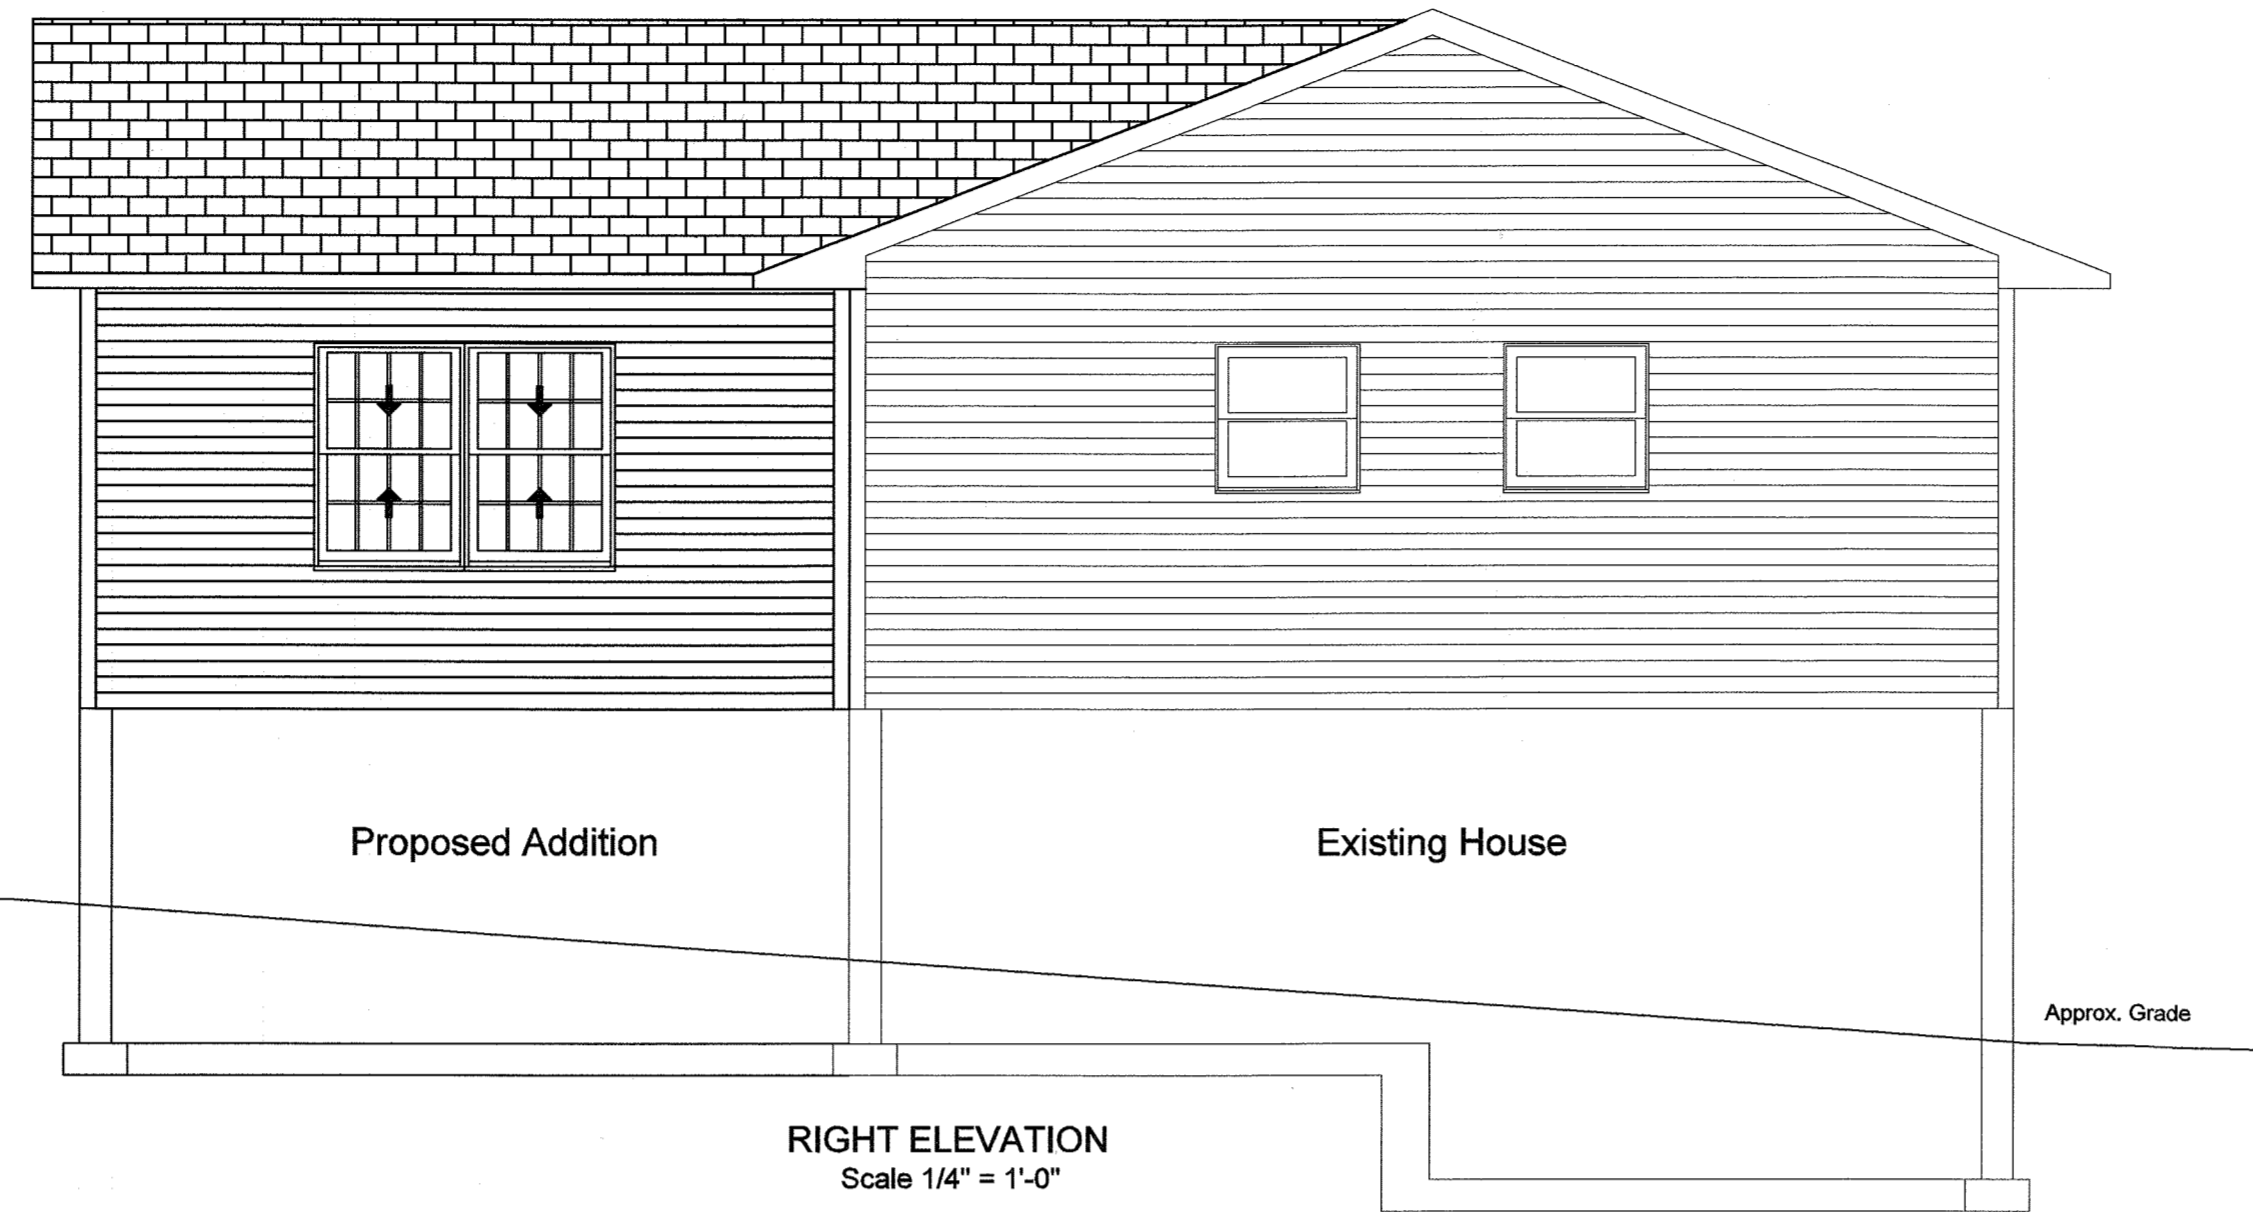 Proposed Addition
Existing House
Approx. Grade
RIGHT ELEVATION
Scale 1/4" = 1'-0"